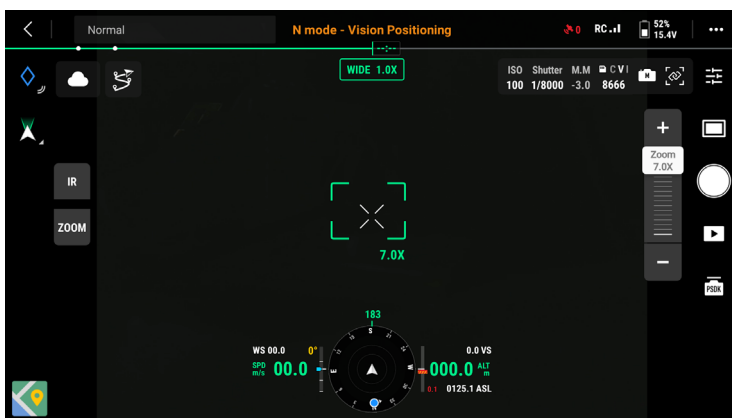 Normal
N mode - Vision Positioning
0
RC
52%
15.4V
--:--
WIDE 1.0X
ISO Shutter M.M C V I
100 1/8000 -3.0 8666
Zoom
7.0X
IR
ZOOM
7.0X
PSDK
183
S
E
W
WS 00.0 0°
SPD
m/s
00.0
0.0 VS
000.0
ALT
m
0.1 0125.1 ASL